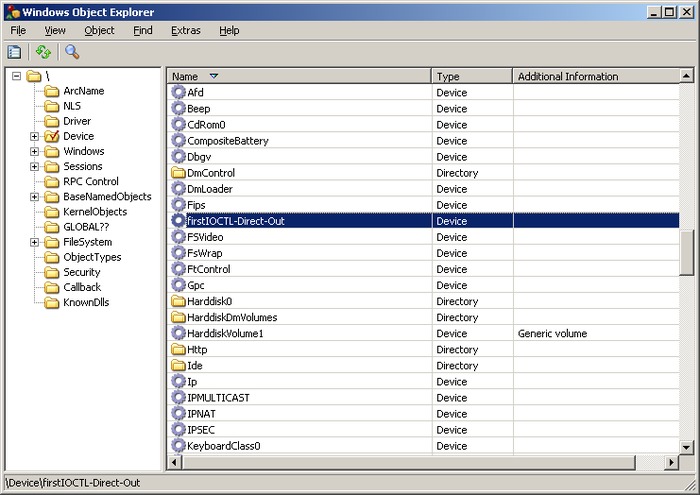 Windows Object Explorer
File View Object Find Extras Help
\
ArcName
NLS
Driver
Device
Windows
Sessions
RPC Control
BaseNamedObjects
KernelObjects
GLOBAL??
FileSystem
ObjectTypes
Security
Callback
KnownDlls
Name Type Additional Information
Afd Device
Beep Device
CdRom0 Device
CompositeBattery Device
Dbgv Device
DmControl Directory
DmLoader Device
Fips Device
firstIOCTL-Direct-Out Device
FSVideo Device
FsWrap Device
FtControl Device
Gpc Device
Harddisk0 Directory
HarddiskDmVolumes Directory
HarddiskVolume1 Device Generic volume
Http Directory
Ide Directory
Ip Device
IPMULTICAST Device
IPNAT Device
IPSEC Device
KeyboardClass0 Device
\Device\firstIOCTL-Direct-Out